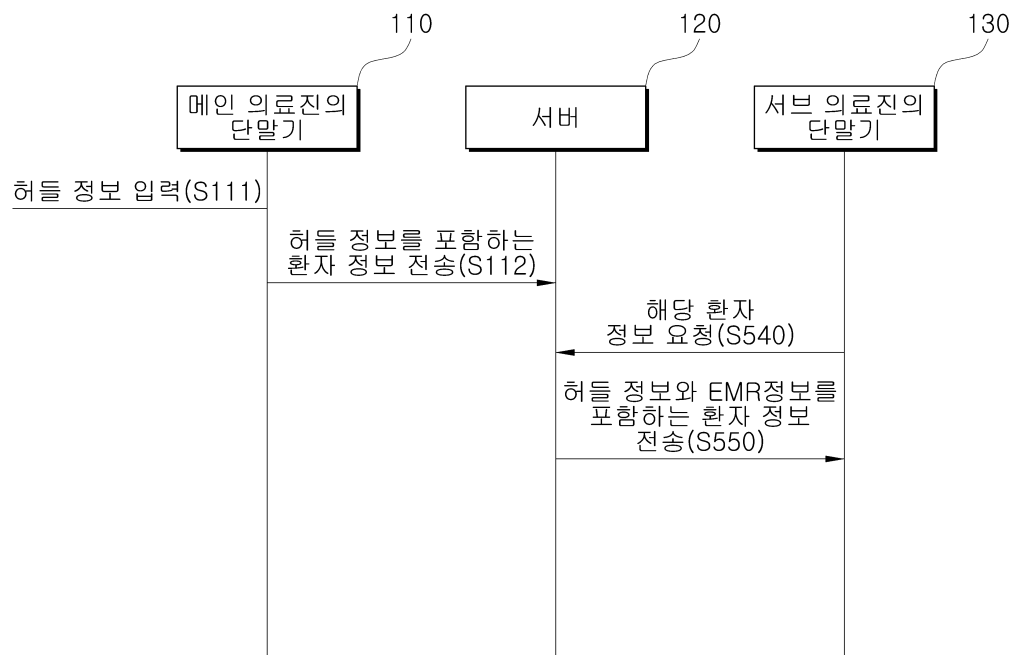 110
120
130
메인 의료진의
단말기
서버
서브 의료진의
단말기
허들 정보 입력(S111)
허들 정보를 포함하는
환자 정보 전송(S112)
해당 환자
정보 요청(S540)
허들 정보와 EMR정보를
포함하는 환자 정보
전송(S550)